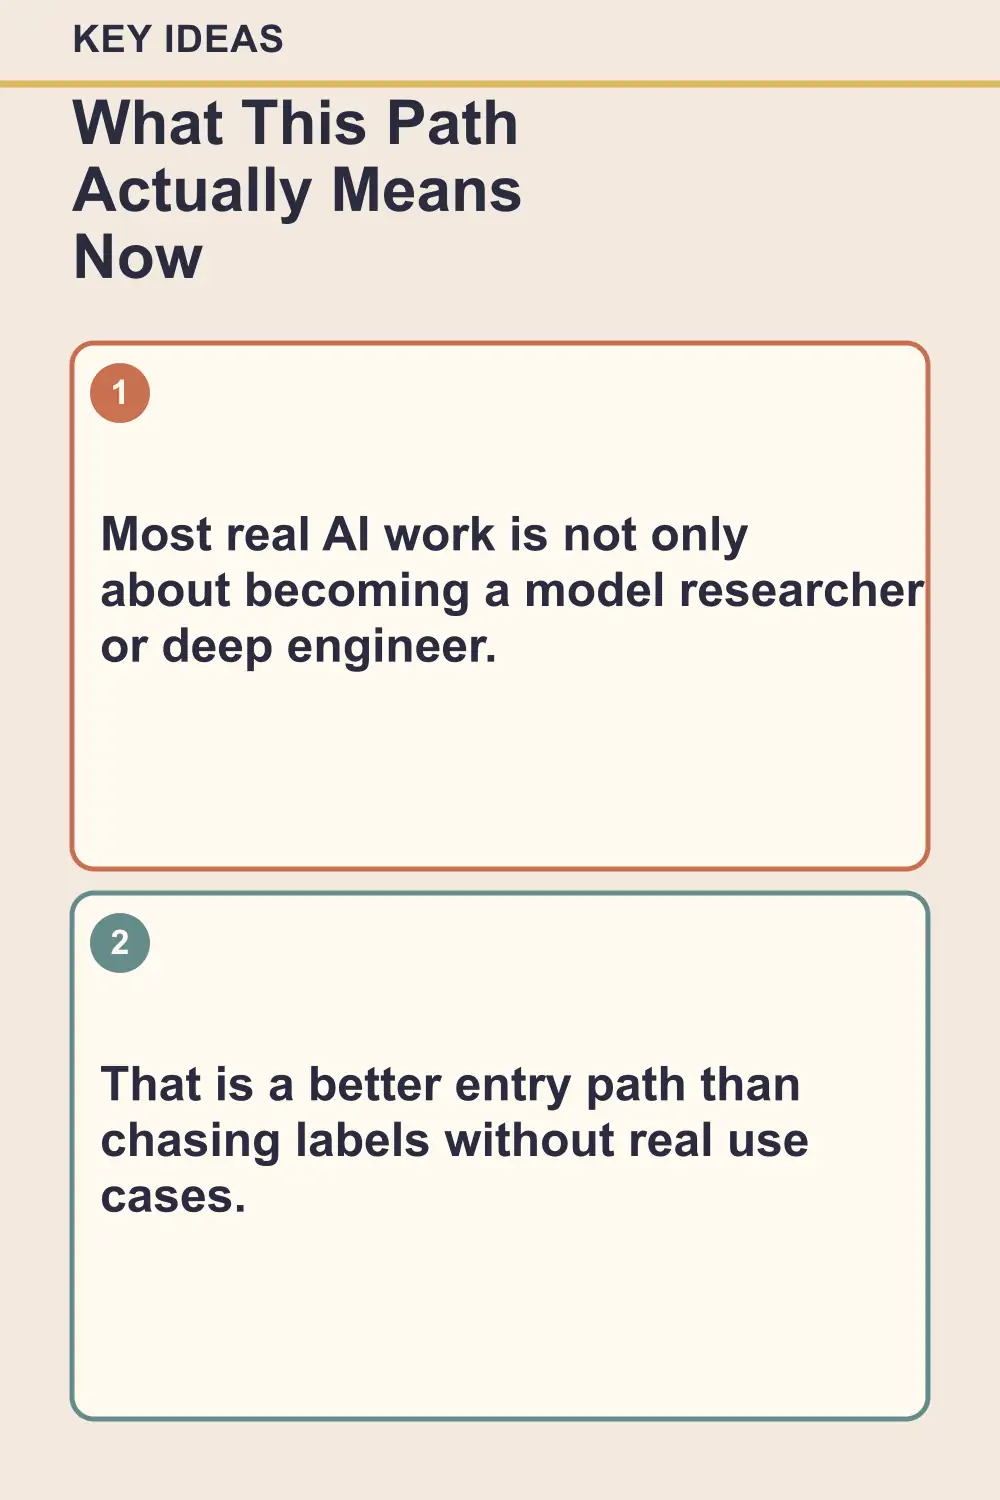 KEY IDEAS
What This Path
Actually Means
Now
1
Most real AI work is not only
about becoming a model researcher
or deep engineer.
2
That is a better entry path than
chasing labels without real use
cases.